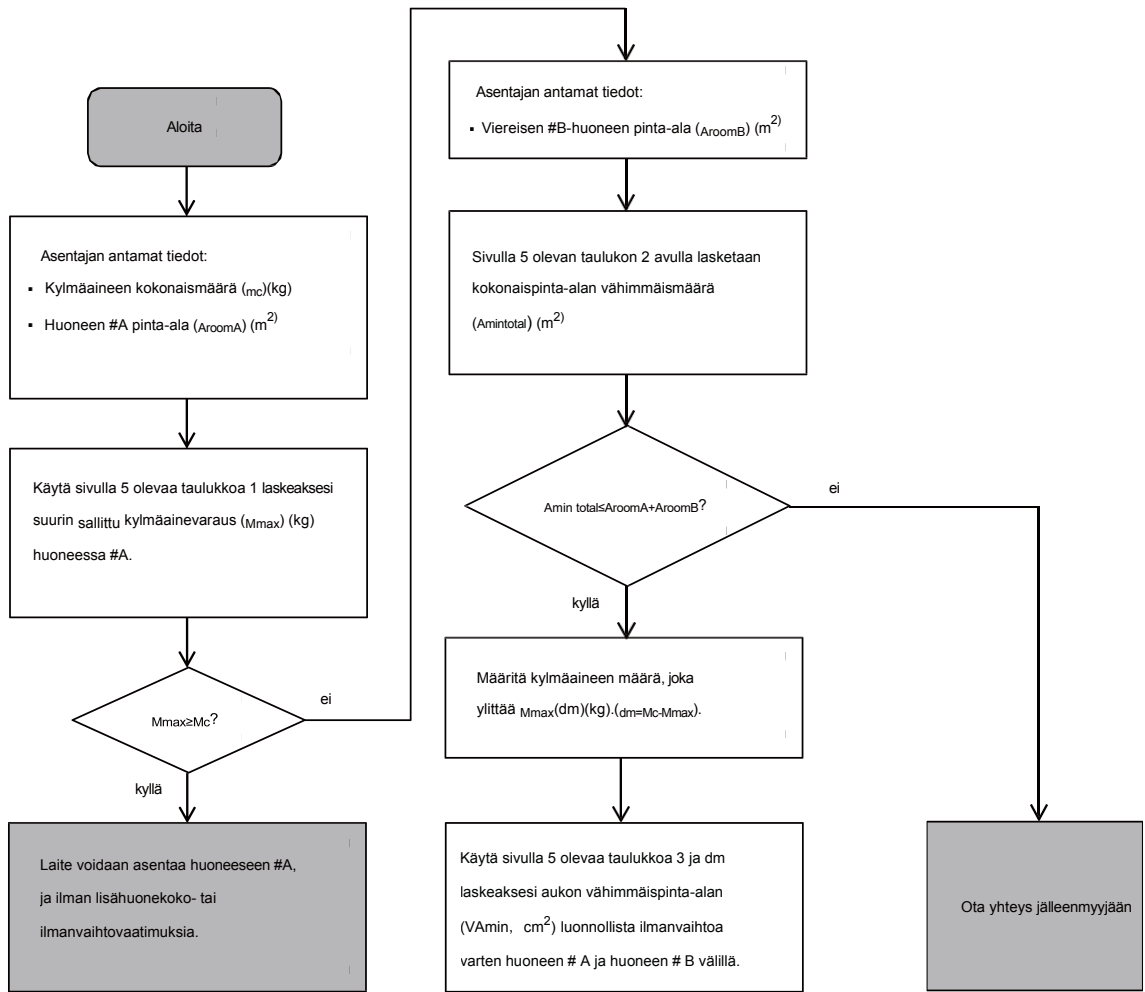 Aloita
Asentajan antamat tiedot:
▪ Kylmäaineen kokonaismäärä (mc)(kg)
▪ Huoneen #A pinta-ala (AroomA) (m²)
Käytä sivulla 5 olevaa taulukkoa 1 laskeaksesi
suurin sallittu kylmäainevaraus (Mmax) (kg)
huoneessa #A.
Mmax≥Mc?
ei
kyllä
Laite voidaan asentaa huoneeseen #A,
ja ilman lisähuonekoko- tai
ilmanvaihtovaatimuksia.
Asentajan antamat tiedot:
▪ Viereisen #B-huoneen pinta-ala (AroomB) (m²)
Sivulla 5 olevan taulukon 2 avulla lasketaan
kokonaispinta-alan vähimmäismäärä
(Amintotal) (m²)
Amin total≤AroomA+AroomB?
ei
kyllä
Määritä kylmäaineen määrä, joka
ylittää Mmax(dm)(kg).(dm=Mc-Mmax).
Käytä sivulla 5 olevaa taulukkoa 3 ja dm
laskeaksesi aukon vähimmäispinta-alan
(VAmin, cm²) luonnollista ilmanvaihtoa
varten huoneen # A ja huoneen # B välillä.
Ota yhteys jälleenmyyjään